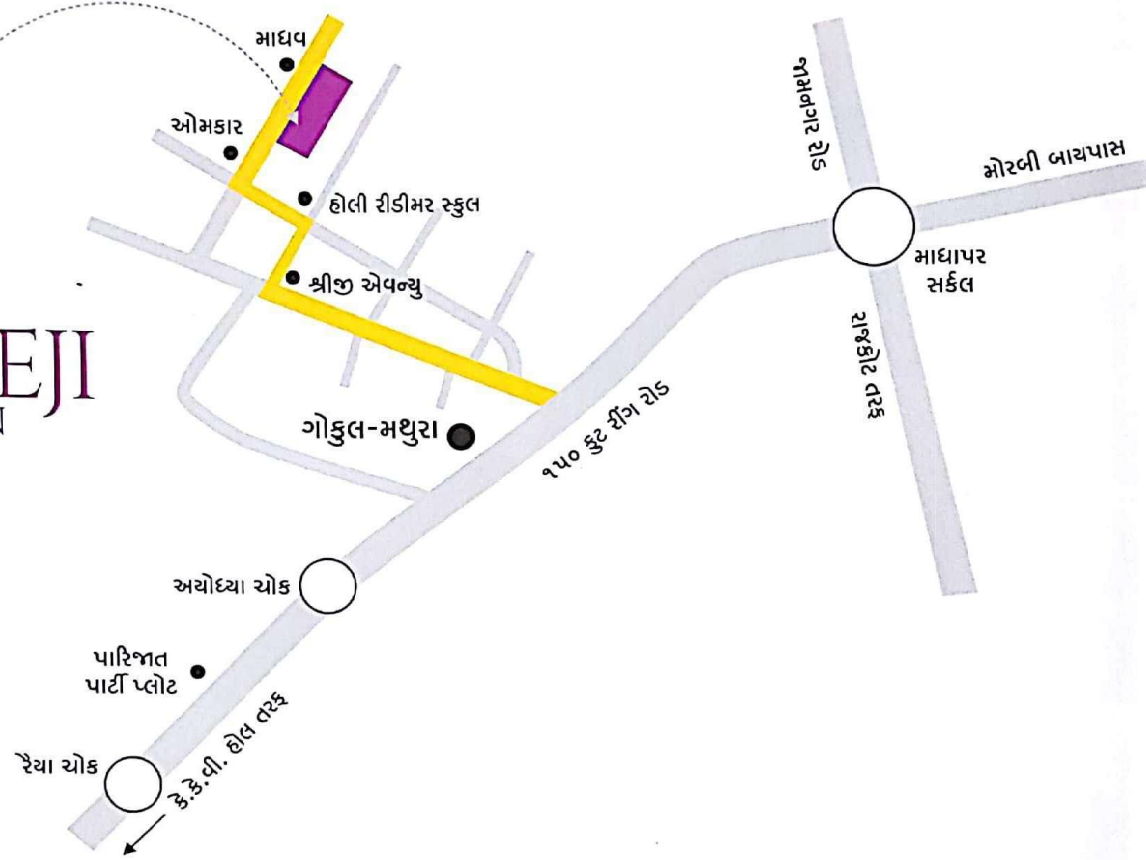 માધવ
ઓમકાર
હોલી રીડીમર સ્કુલ
શ્રીજી એવન્યુ
EJI
ગોકુલ-મથુરા
૧૫૦ ફુટ રીંગ રોડ
જામનગર રોડ
મોરબી બાયપાસ
માધાપર
સર્કલ
રાજકોટ તરફ
અયોધ્યા ચોક
પારિજાત
પાર્ટી પ્લોટ
રૈયા ચોક
કે.કે.વી. હોલ તરફ